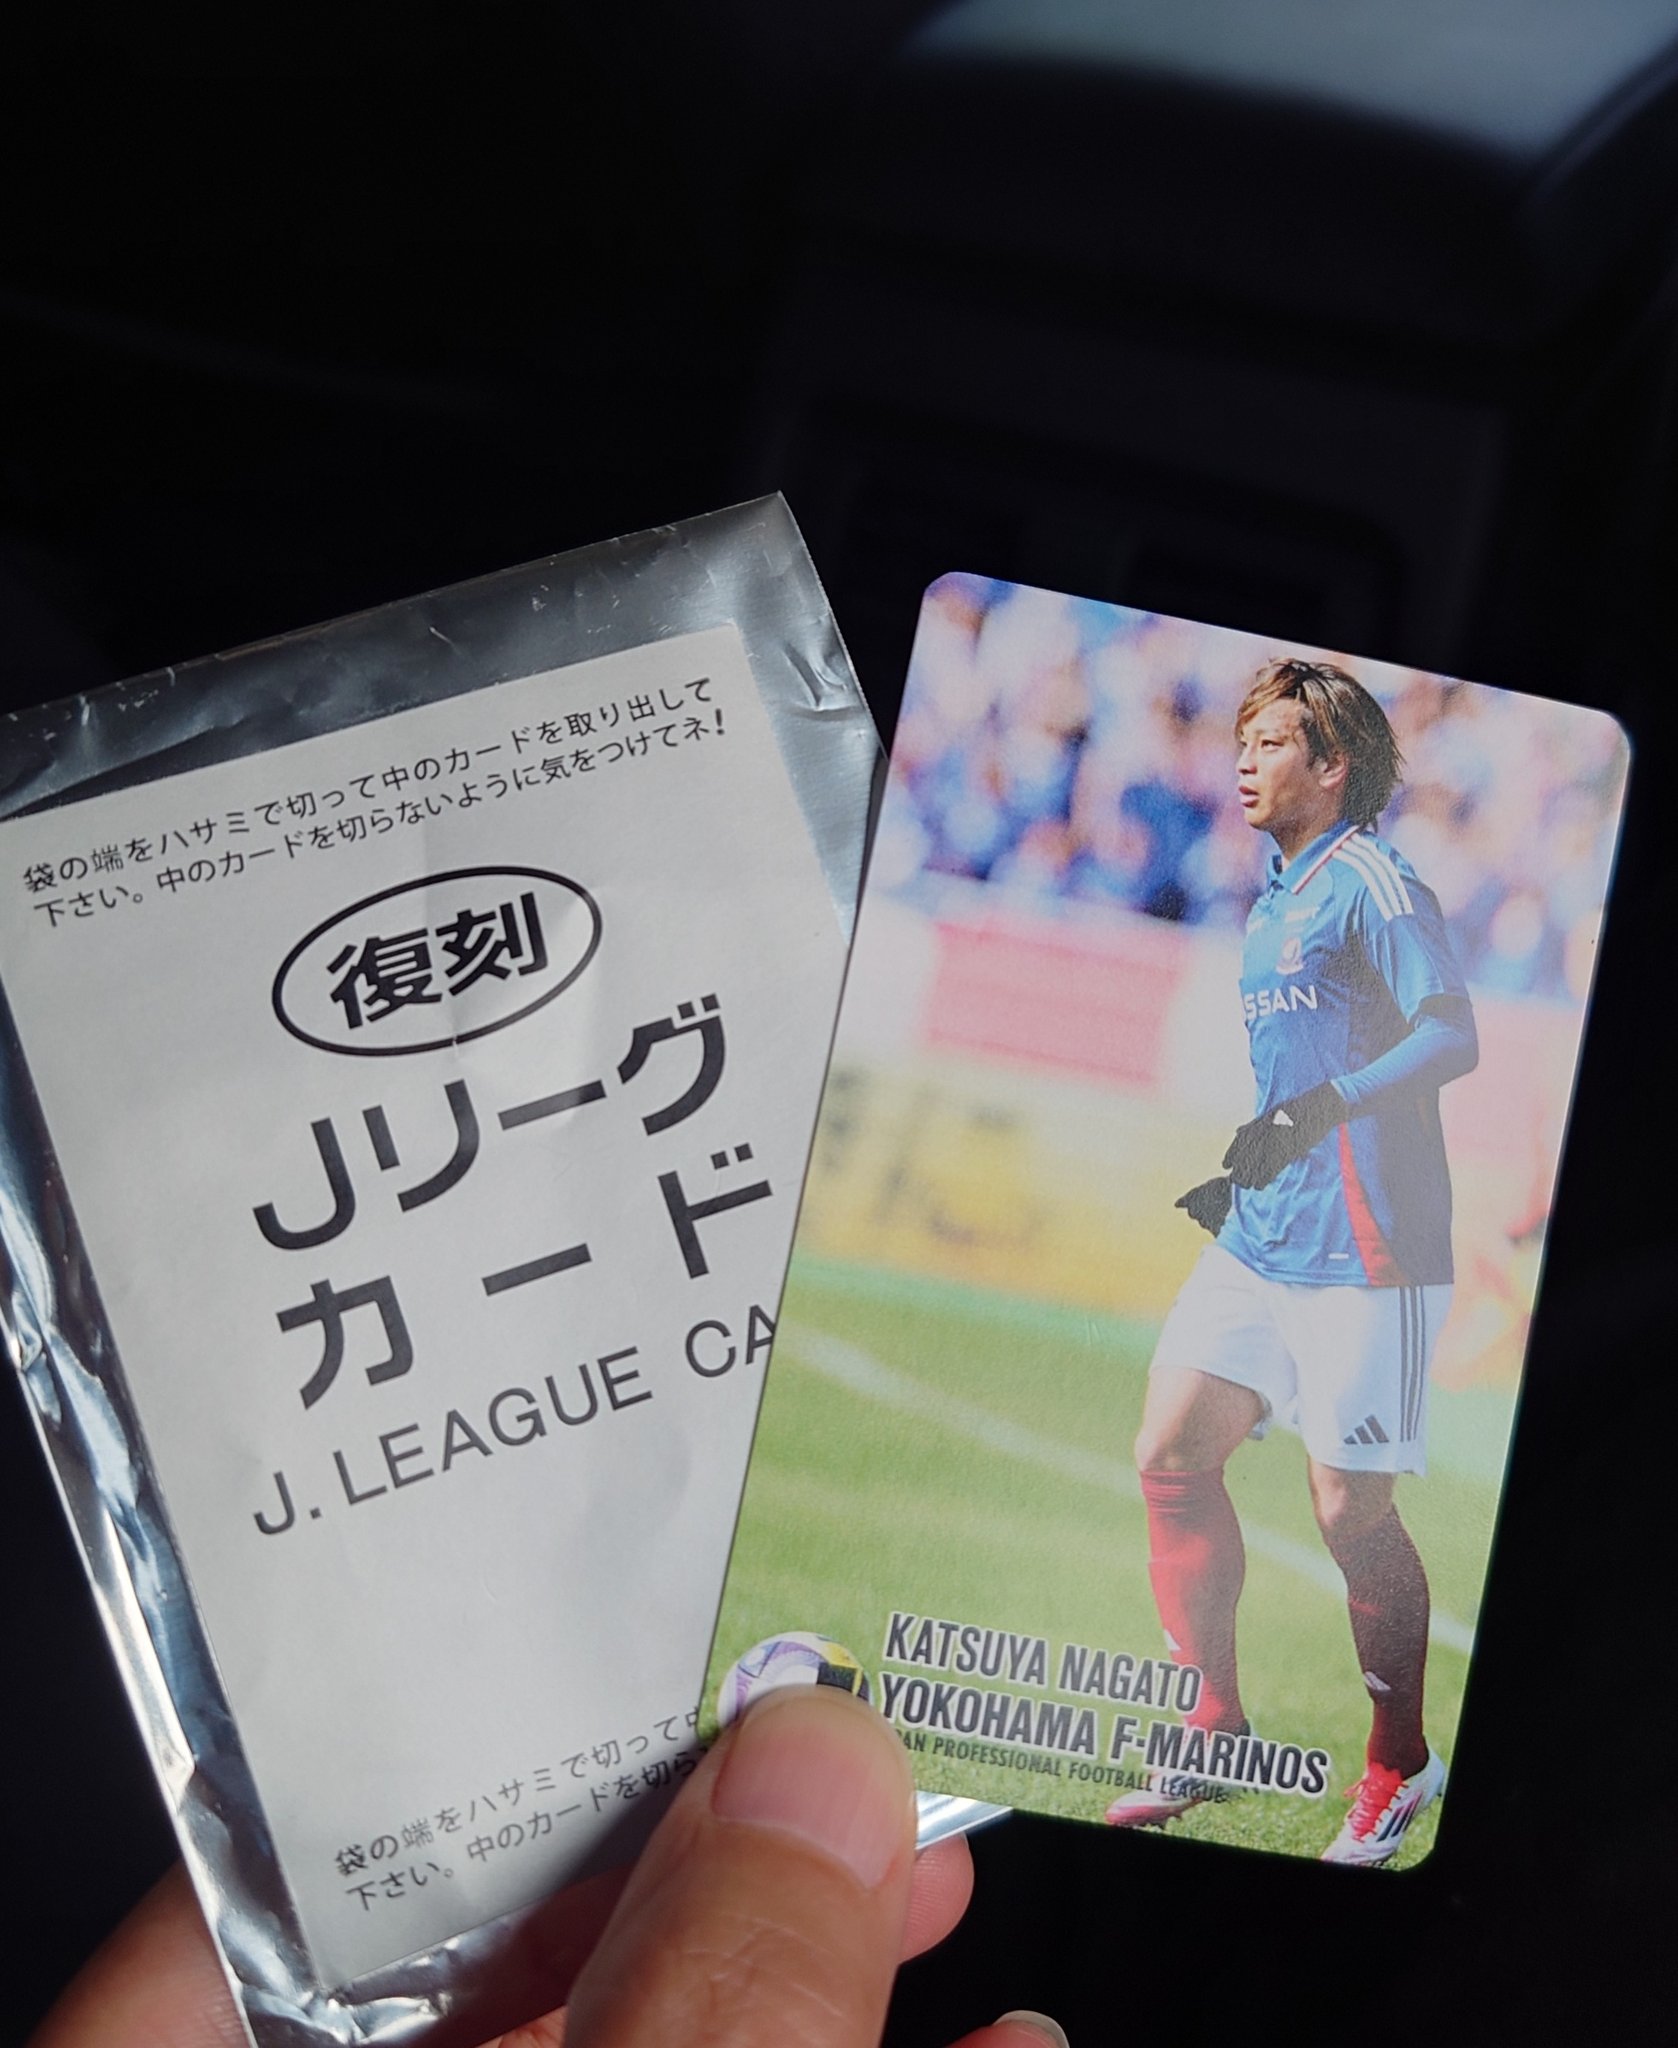 袋の端をハサミで切って中のカードを取り出して
下さい。中のカードを切らないように気をつけてネ!
復刻
Jリーグ
カード
J. LEAGUE CA
袋の端をハサミで切って中
下さい。中のカードを切ら
SSAN
KATSUYA NAGATO
YOKOHAMA F·MARINOS
PAN PROFESSIONAL FOOTBALL LEAGUE